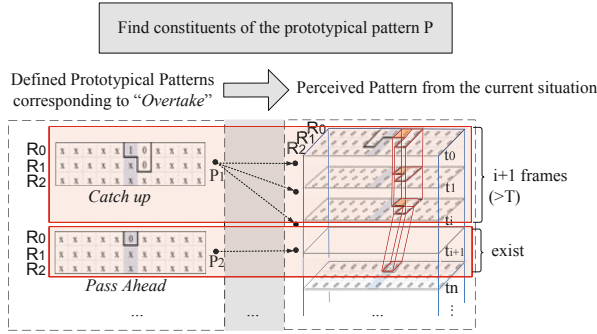 Find constituents of the prototypical pattern P
Defined Prototypical Patterns
corresponding to “Overtake”
Perceived Pattern from the current situation
R0 x x x x x 1 0 x x x x
R1 x x x x x x 0 x x x x
R2 x x x x x x x x x x x
P1
Catch up
R0 x x x x x 0 x x x x x
R1 x x x x x x x x x x x
R2 x x x x x x x x x x x
P2
Pass Ahead
...
...
R0
R1
R2
t0
t1
ti
ti+1
tn
...
⋮
i+1 frames
(>T)
exist